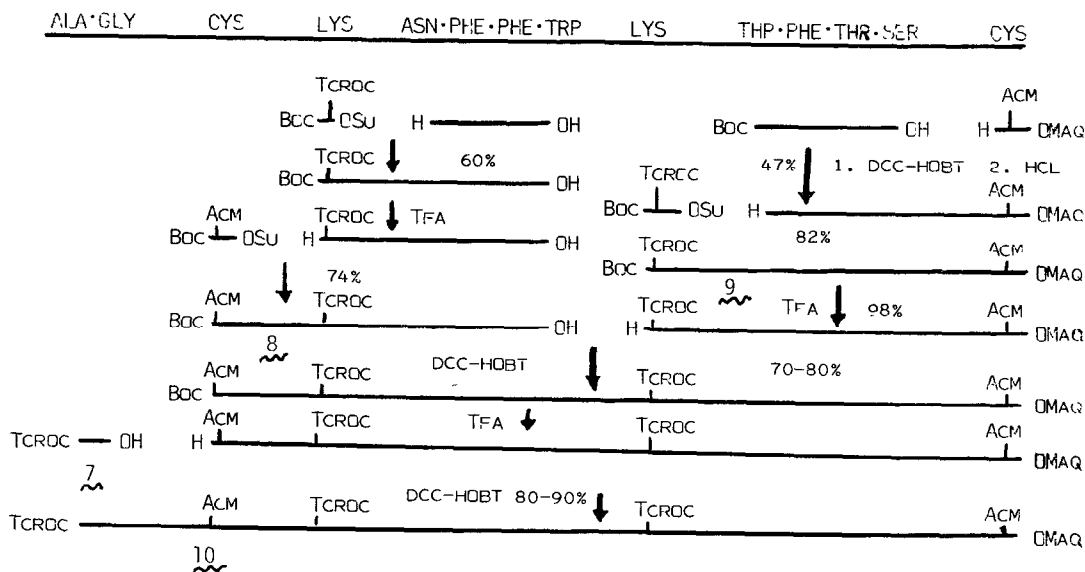 ALA·GLY CYS LYS ASN·PHE·PHE·TRP LYS THP·PHE·THR·SER CYS
TCROC ACM
BOC OSU H OH BOC OH H OMAQ
60% 47% 1. DCC-HOBT 2. HCL
TCROC TCRCC ACM
BOC OH BOC OSU H OMAC
ACM TCROC TFA 82%
BOC OSU H OH TCROC ACM
74% BOC OMAQ
ACM TCROC 9 TFA 98%
BOC OH TCROC ACM
8 H OMAQ
DCC-HOBT 70-80%
ACM TCROC TCROC ACM
BOC OMAQ
ACM TCROC TFA TCROC ACM
TCROC OH H OMAQ
7
DCC-HOBT 80-90%
ACM TCROC TCROC ACM
TCROC OMAQ
10